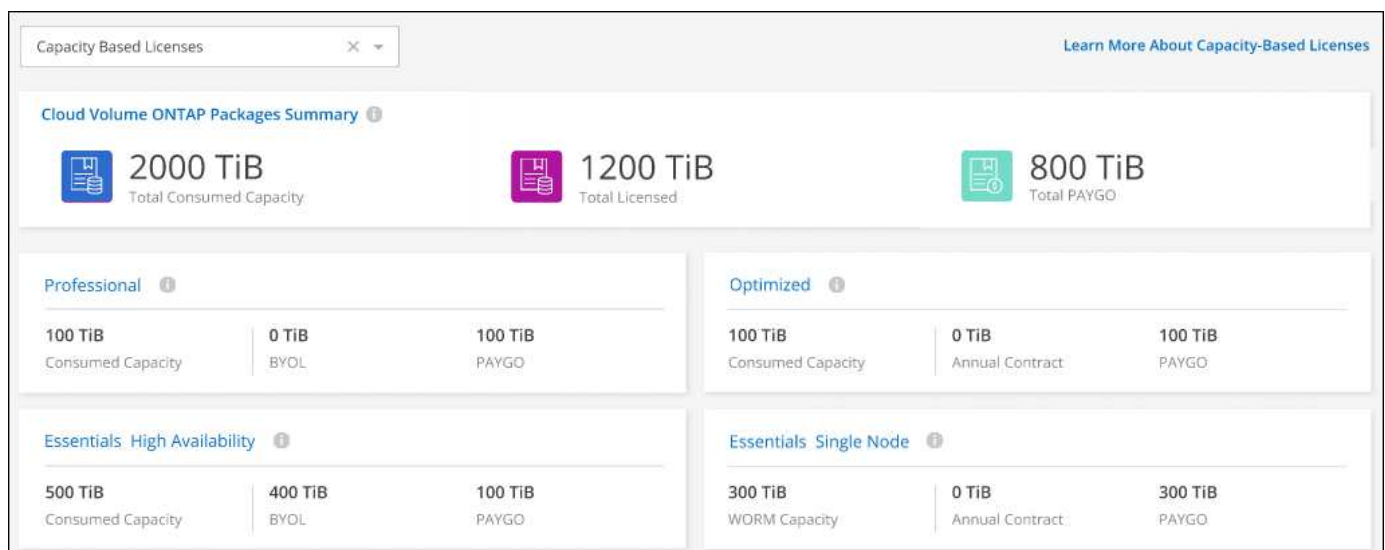 Capacity Based Licenses
Learn More About Capacity-Based Licenses
Cloud Volume ONTAP Packages Summary
2000 TiB
Total Consumed Capacity
1200 TiB
Total Licensed
800 TiB
Total PAYGO
Professional
100 TiB
Consumed Capacity
0 TiB
BYOL
100 TiB
PAYGO
Optimized
100 TiB
Consumed Capacity
0 TiB
Annual Contract
100 TiB
PAYGO
Essentials High Availability
500 TiB
Consumed Capacity
400 TiB
BYOL
100 TiB
PAYGO
Essentials Single Node
300 TiB
WORM Capacity
0 TiB
Annual Contract
300 TiB
PAYGO